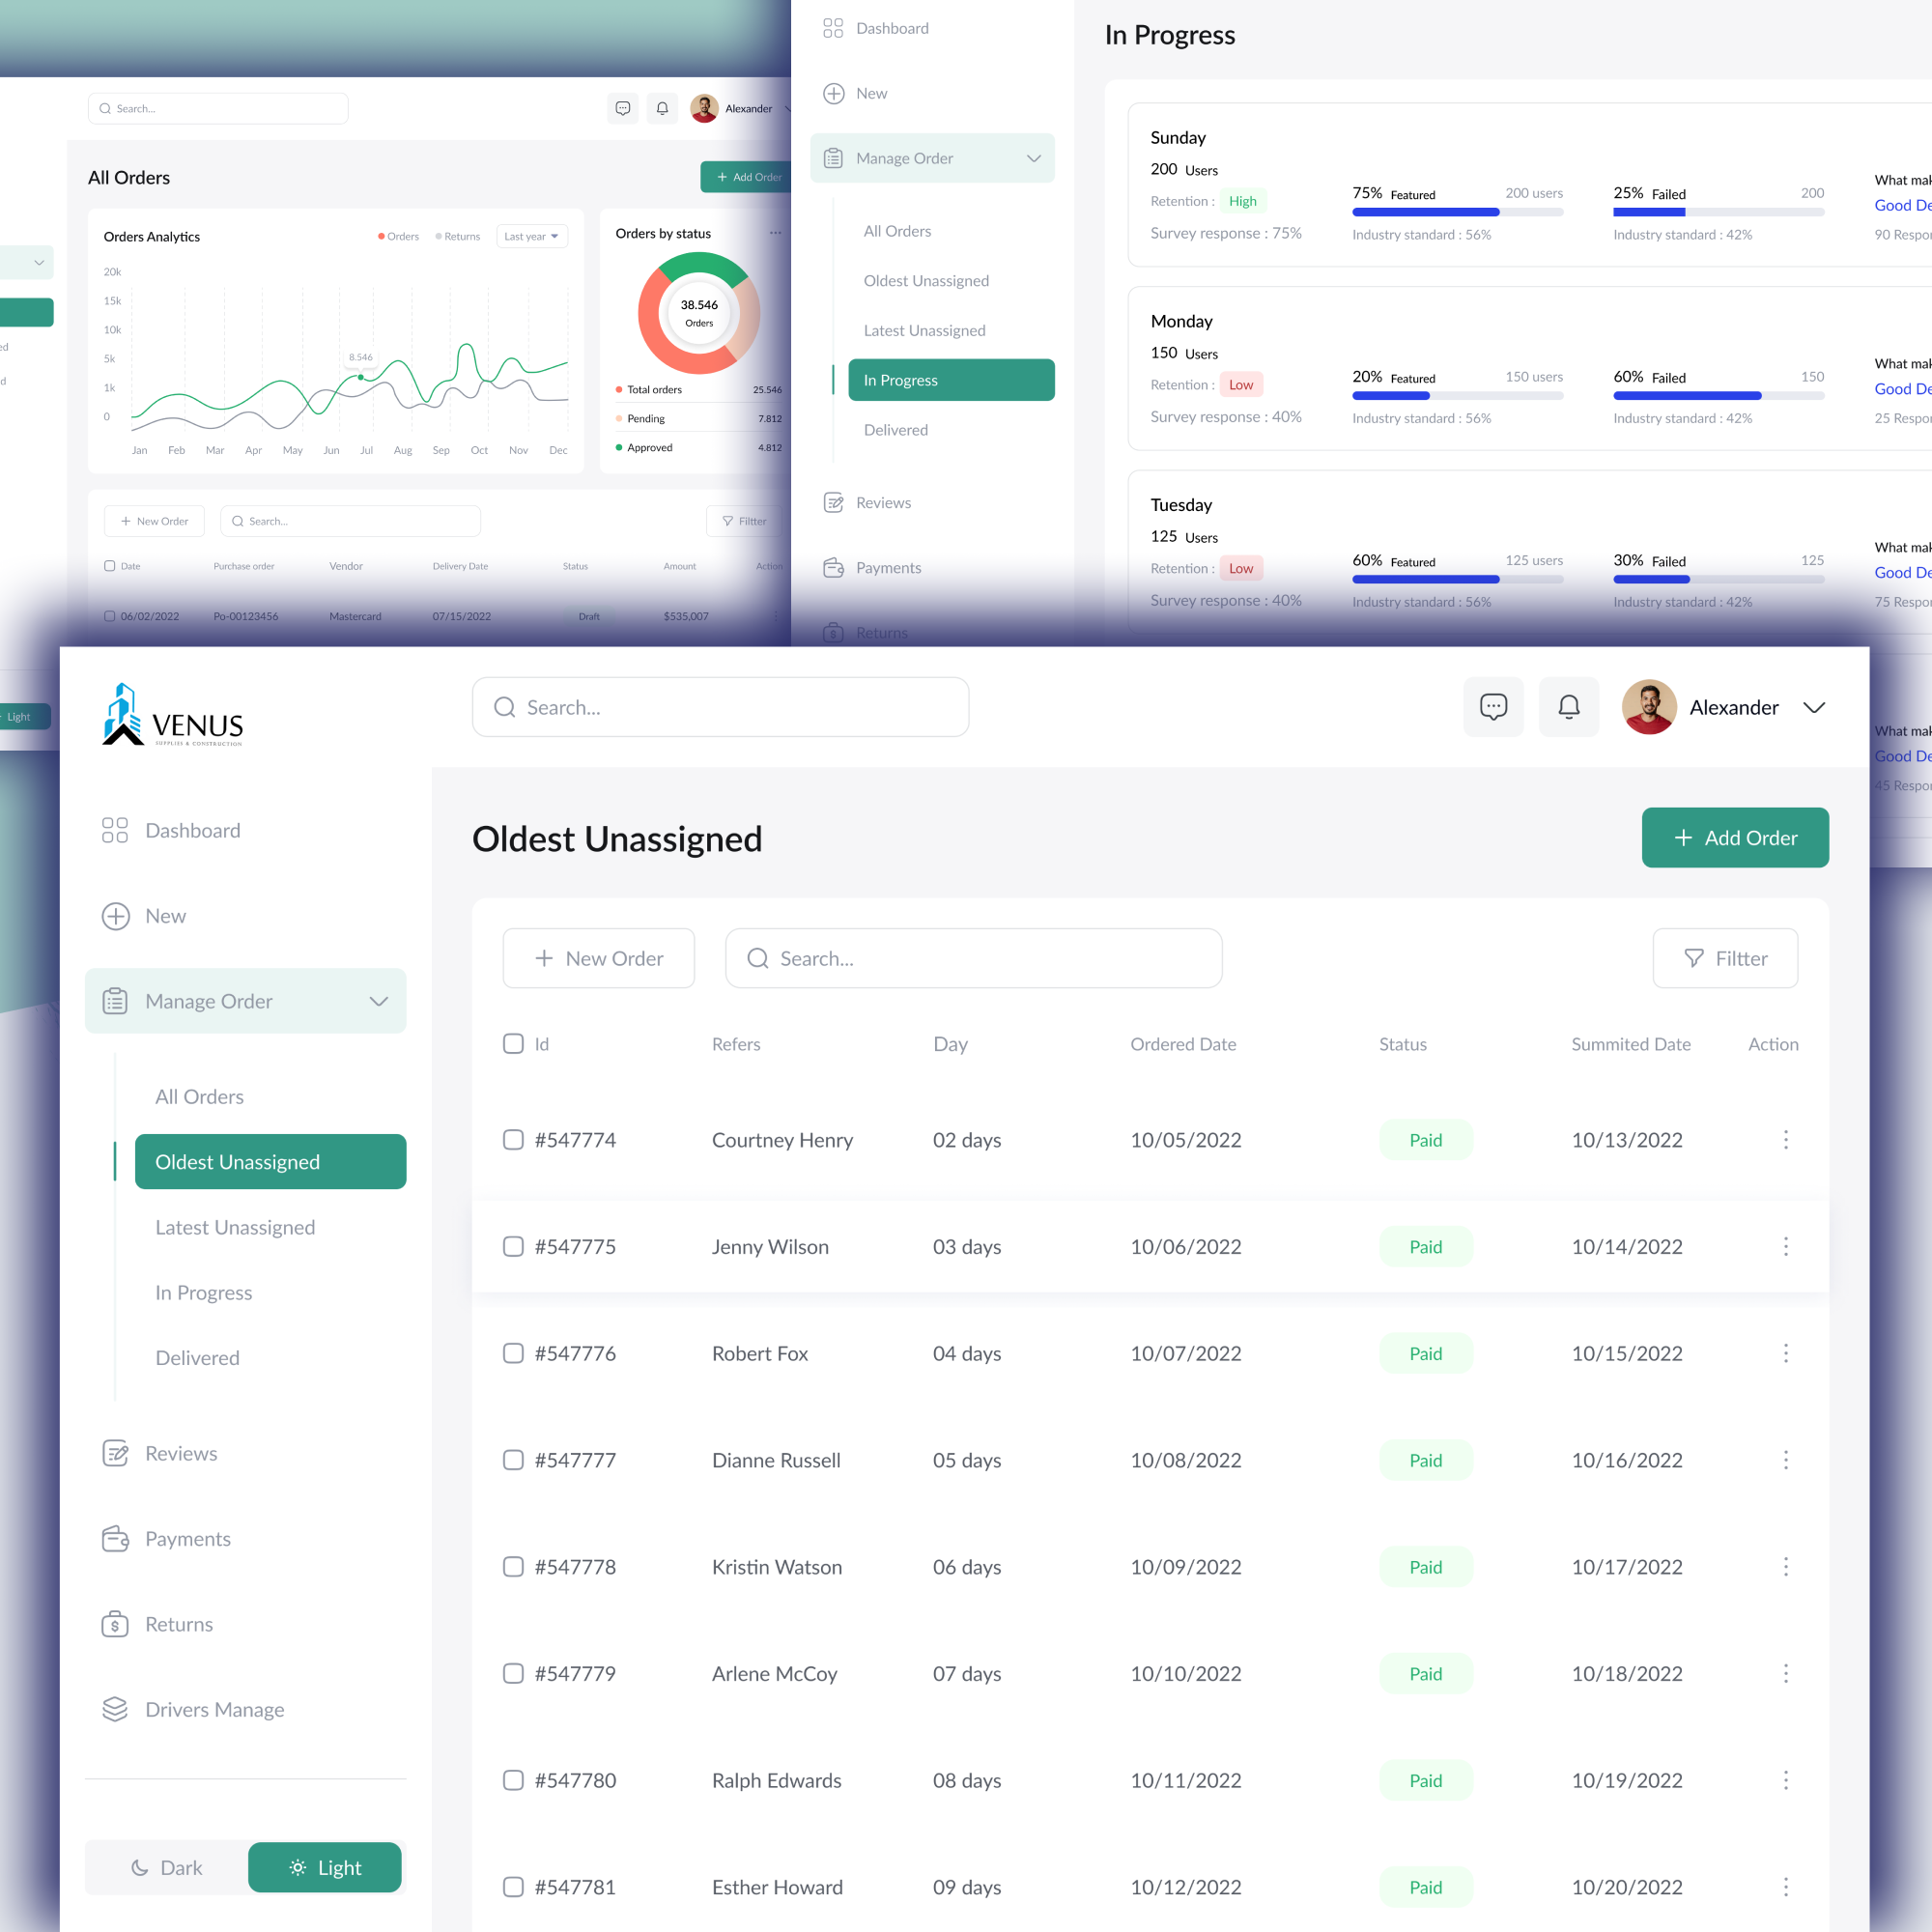 Search...
Alexander
All Orders
+ Add Order
Orders Analytics
Orders
Returns
Last year
20k
15k
10k
5k
1k
0
8.546
Jan Feb Mar Apr May Jun Jul Aug Sep Oct Nov Dec
Orders by status
38.546
Orders
Total orders 25.546
Pending 7.812
Approved 4.812
+ New Order
Search...
Filtter
Date Purchase order Vendor Delivery Date Status Amount Action
06/02/2022 Po-00123456 Mastercard 07/15/2022 Draft $535,007
Light
Dashboard
New
Manage Order
All Orders
Oldest Unassigned
Latest Unassigned
In Progress
Delivered
Reviews
Payments
Returns
In Progress
Sunday
200 Users
Retention : High
Survey response : 75%
75% Featured 200 users
Industry standard : 56%
25% Failed 200
Industry standard : 42%
What mak
Good De
90 Respon
Monday
150 Users
Retention : Low
Survey response : 40%
20% Featured 150 users
Industry standard : 56%
60% Failed 150
Industry standard : 42%
What mak
Good De
25 Respon
Tuesday
125 Users
Retention : Low
Survey response : 40%
60% Featured 125 users
Industry standard : 56%
30% Failed 125
Industry standard : 42%
What mak
Good De
75 Respon
What mak
Good De
45 Respon
VENUS
SUPPLIES & CONSTRUCTION
Search...
Alexander
Dashboard
New
Manage Order
All Orders
Oldest Unassigned
Latest Unassigned
In Progress
Delivered
Reviews
Payments
Returns
Drivers Manage
Dark
Light
Oldest Unassigned
+ Add Order
+ New Order
Search...
Filtter
Id Refers Day Ordered Date Status Summited Date Action
#547774 Courtney Henry 02 days 10/05/2022 Paid 10/13/2022
#547775 Jenny Wilson 03 days 10/06/2022 Paid 10/14/2022
#547776 Robert Fox 04 days 10/07/2022 Paid 10/15/2022
#547777 Dianne Russell 05 days 10/08/2022 Paid 10/16/2022
#547778 Kristin Watson 06 days 10/09/2022 Paid 10/17/2022
#547779 Arlene McCoy 07 days 10/10/2022 Paid 10/18/2022
#547780 Ralph Edwards 08 days 10/11/2022 Paid 10/19/2022
#547781 Esther Howard 09 days 10/12/2022 Paid 10/20/2022